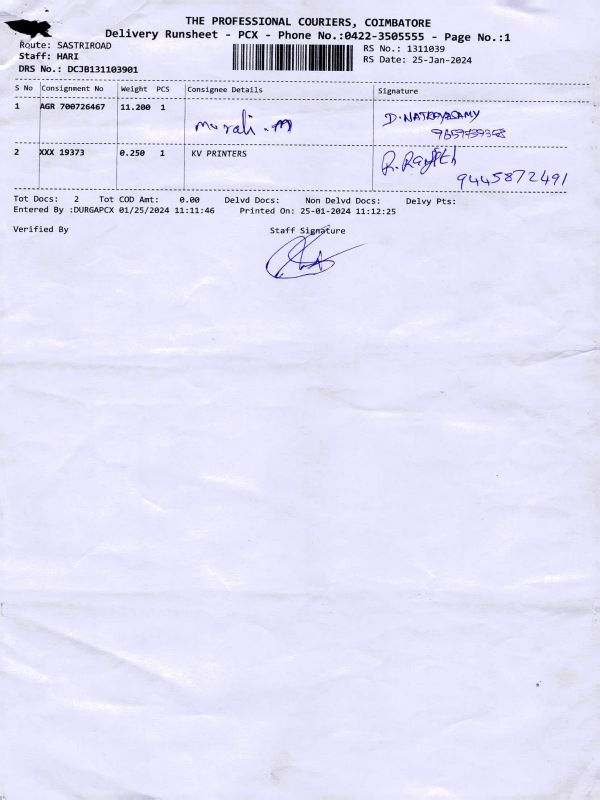 THE PROFESSIONAL COURIERS, COIMBATORE
Delivery Runsheet - PCX - Phone No.:0422-3505555 - Page No.:1
Route: SASTRIROAD
RS No.: 1311039
Staff: HARI
RS Date: 25-Jan-2024
DRS No.: DCJB131103901
S No Consignment No Weight PCS Consignee Details Signature
1 AGR 700726467 11.200 1 murali.m D.NATRAYASAMY
2 XXX 19373 0.250 1 KV PRINTERS R.Ranjith
9445872491
Tot Docs: 2 Tot COD Amt: 0.00 Delvd Docs: Non Delvd Docs: Delvy Pts:
Entered By :DURGAPCX 01/25/2024 11:11:46 Printed On: 25-01-2024 11:12:25
Verified By Staff Signature